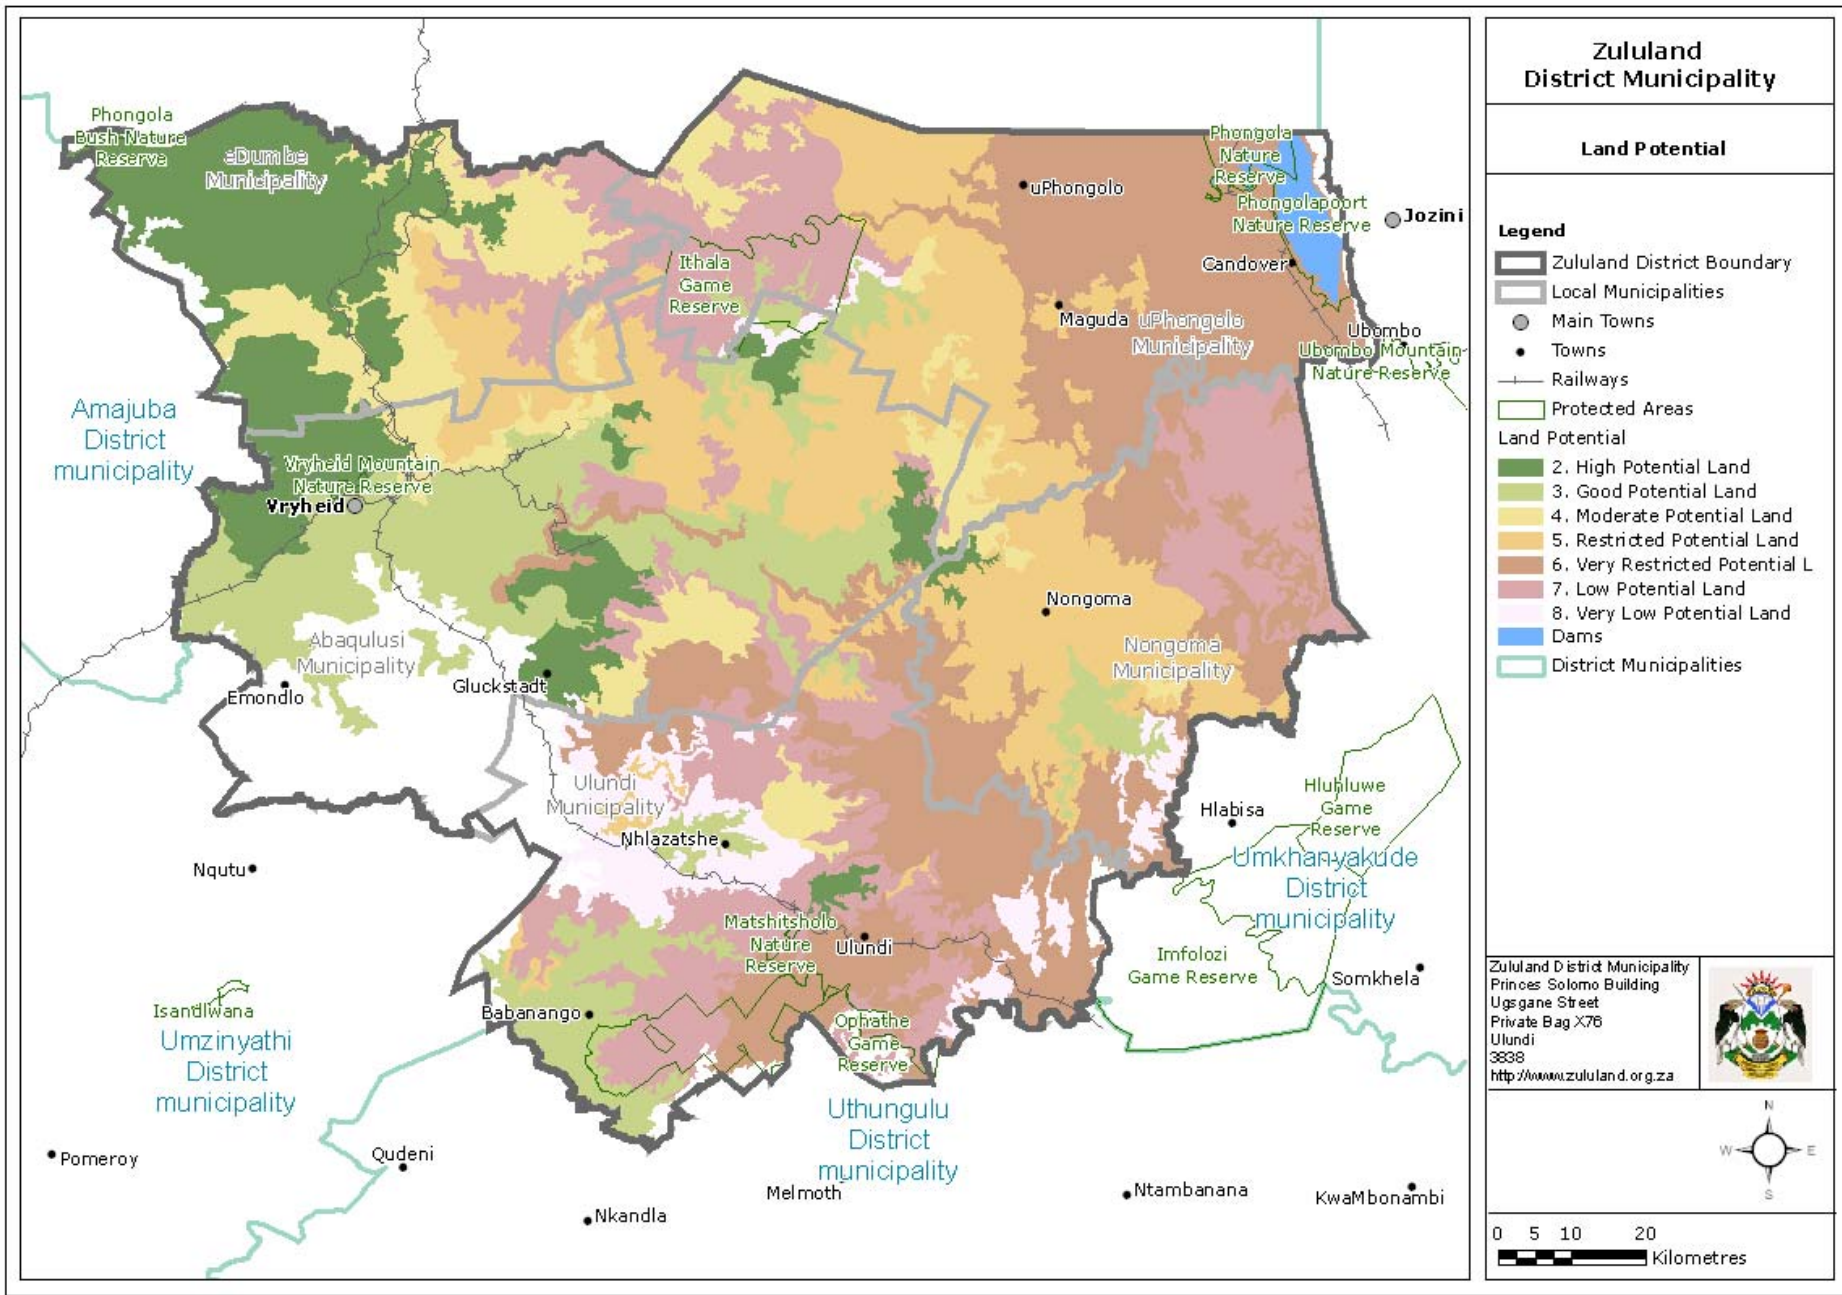 Zululand
District Municipality
Land Potential
Legend
Zululand District Boundary
Local Municipalities
Main Towns
Towns
Railways
Protected Areas
Land Potential
2. High Potential Land
3. Good Potential Land
4. Moderate Potential Land
5. Restricted Potential Land
6. Very Restricted Potential L
7. Low Potential Land
8. Very Low Potential Land
Dams
District Municipalities
Zululand District Municipality
Princes Solomo Building
Ugsgane Street
Private Bag X76
Ulundi
3838
http://www.zululand.org.za
N
W
E
S
0 5 10 20
Kilometres
Phongola
Bush Nature
Reserve
eDumbe
Municipality
Phongola
Nature
Reserve
uPhongolo
Phongolapoort
Nature Reserve
Jozini
Candover
Ithala
Game
Reserve
Maguda
uPhongolo
Municipality
Ubombo
Ubombo Mountain
Nature Reserve
Amajuba
District
municipality
Vryheid Mountain
Nature Reserve
Vryheid
Nongoma
Nongoma
Municipality
Abaqulusi
Municipality
Emondlo
Gluckstadt
Ulundi
Municipality
Nhlazatshe
Hlabisa
Hluhluwe
Game
Reserve
Nqutu
Umkhanyakude
District
municipality
Matshitsholo
Nature
Reserve
Ulundi
Imfolozi
Game Reserve
Somkhela
Isandlwana
Babanango
Ophathe
Game
Reserve
Umzinyathi
District
municipality
Uthungulu
District
municipality
Pomeroy
Qudeni
Melmoth
Ntambanana
KwaMbonambi
Nkandla